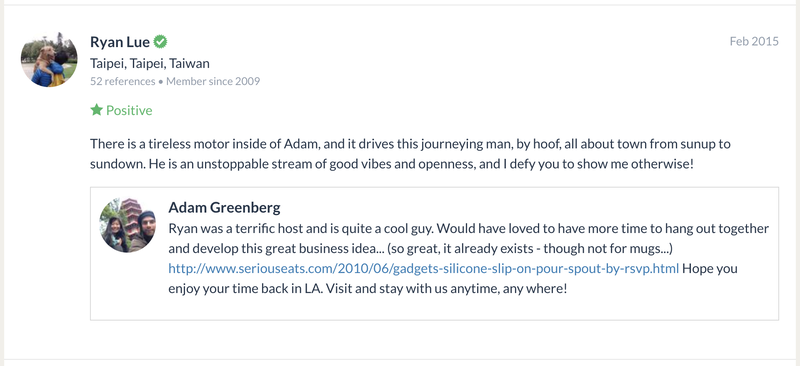 Ryan Lue
Feb 2015
Taipei, Taipei, Taiwan
52 references • Member since 2009
Positive
There is a tireless motor inside of Adam, and it drives this journeying man, by hoof, all about town from sunup to
sundown. He is an unstoppable stream of good vibes and openness, and I defy you to show me otherwise!
Adam Greenberg
Ryan was a terrific host and is quite a cool guy. Would have loved to have more time to hang out together
and develop this great business idea... (so great, it already exists - though not for mugs...)
http://www.seriouseats.com/2010/06/gadgets-silicone-slip-on-pour-spout-by-rsvp.html Hope you
enjoy your time back in LA. Visit and stay with us anytime, any where!